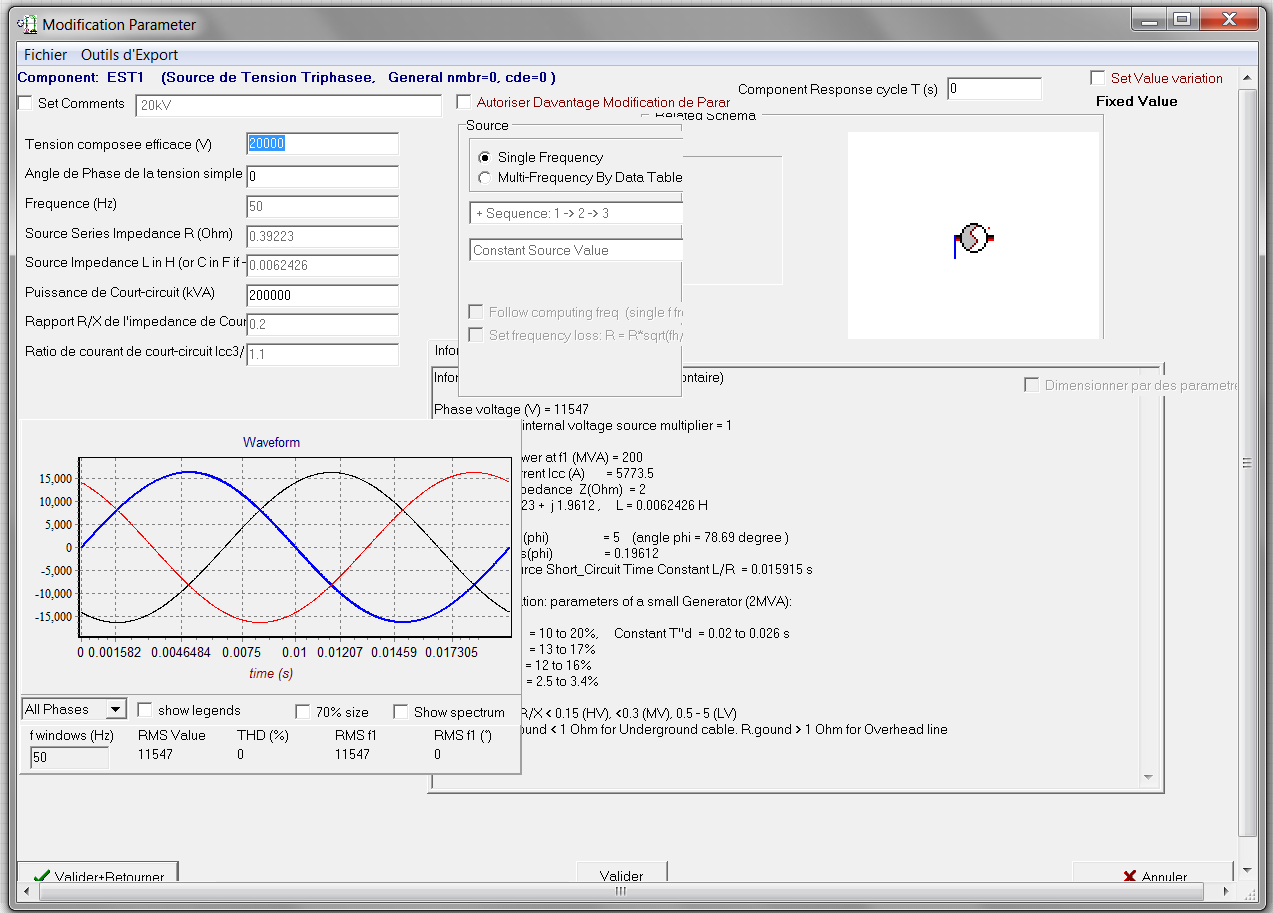 Modification Parameter
Fichier Outils d'Export
Component: EST1 (Source de Tension Triphasee, General nmbr=0, cde=0 )
Set Comments 20kV
Autoriser Davantage Modification de Parar
Component Response cycle T (s) 0
Set Value variation
Fixed Value
Related Schema
Tension composee efficace (V) 20000
Angle de Phase de la tension simple 0
Frequence (Hz) 50
Source Series Impedance R (Ohm) 0.39223
Source Impedance L in H (or C in F if - 0.0062426
Puissance de Court-circuit (kVA) 200000
Rapport R/X de l'impedance de Cour 0.2
Ratio de courant de court-circuit Icc3/ 1.1
Source
Single Frequency
Multi-Frequency By Data Table
+ Sequence: 1 -> 2 -> 3
Constant Source Value
Follow computing freq (single f fre
Set frequency loss: R = R*sqrt(fh/
Infor
Infor ontaire)
Dimensionner par des parametre
Phase voltage (V) = 11547
internal voltage source multiplier = 1
wer at f1 (MVA) = 200
rent Icc (A) = 5773.5
pedance Z(Ohm) = 2
23 + j 1.9612 , L = 0.0062426 H
(phi) = 5 (angle phi = 78.69 degree )
s(phi) = 0.19612
urce Short_Circuit Time Constant L/R = 0.015915 s
tion: parameters of a small Generator (2MVA):
= 10 to 20%, Constant T"d = 0.02 to 0.026 s
= 13 to 17%
= 12 to 16%
= 2.5 to 3.4%
R/X < 0.15 (HV), <0.3 (MV), 0.5 - 5 (LV)
und < 1 Ohm for Underground cable. R.gound > 1 Ohm for Overhead line
Waveform
15,000
10,000
5,000
0
-5,000
-10,000
-15,000
0 0.001582 0.0046484 0.0075 0.01 0.01207 0.01459 0.017305
time (s)
All Phases show legends 70% size Show spectrum
f windows (Hz) RMS Value THD (%) RMS f1 RMS f1 (°)
50 11547 0 11547 0
Valider+Retourner Valider Annuler